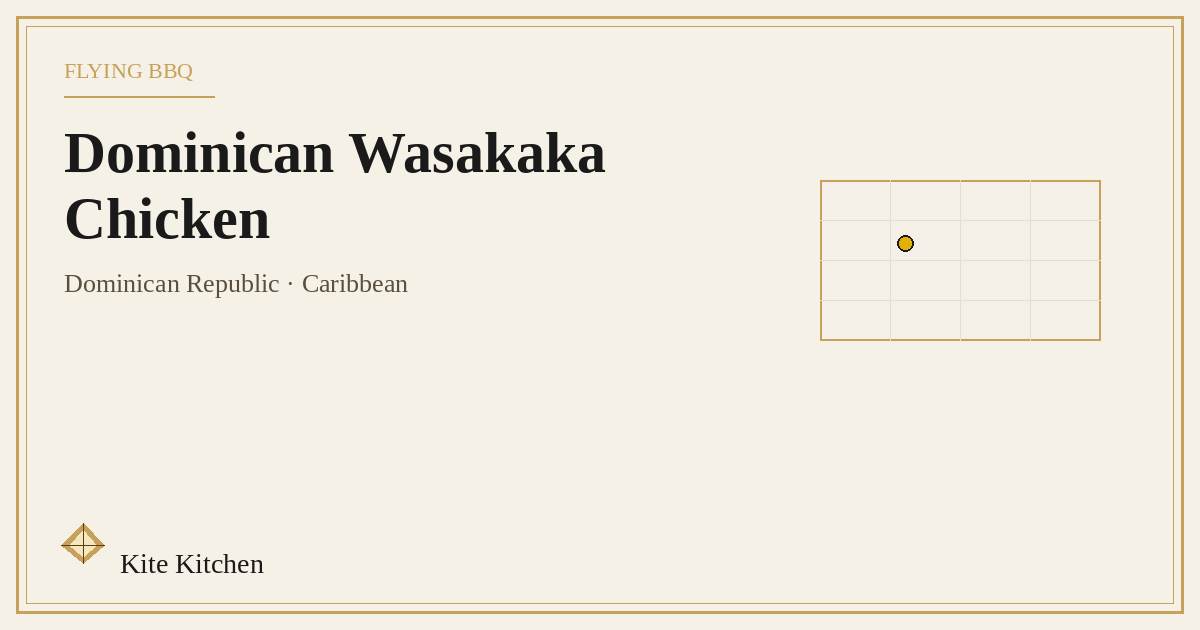 FLYING BBQ
Dominican Wasakaka
Chicken
Dominican Republic · Caribbean
Kite Kitchen